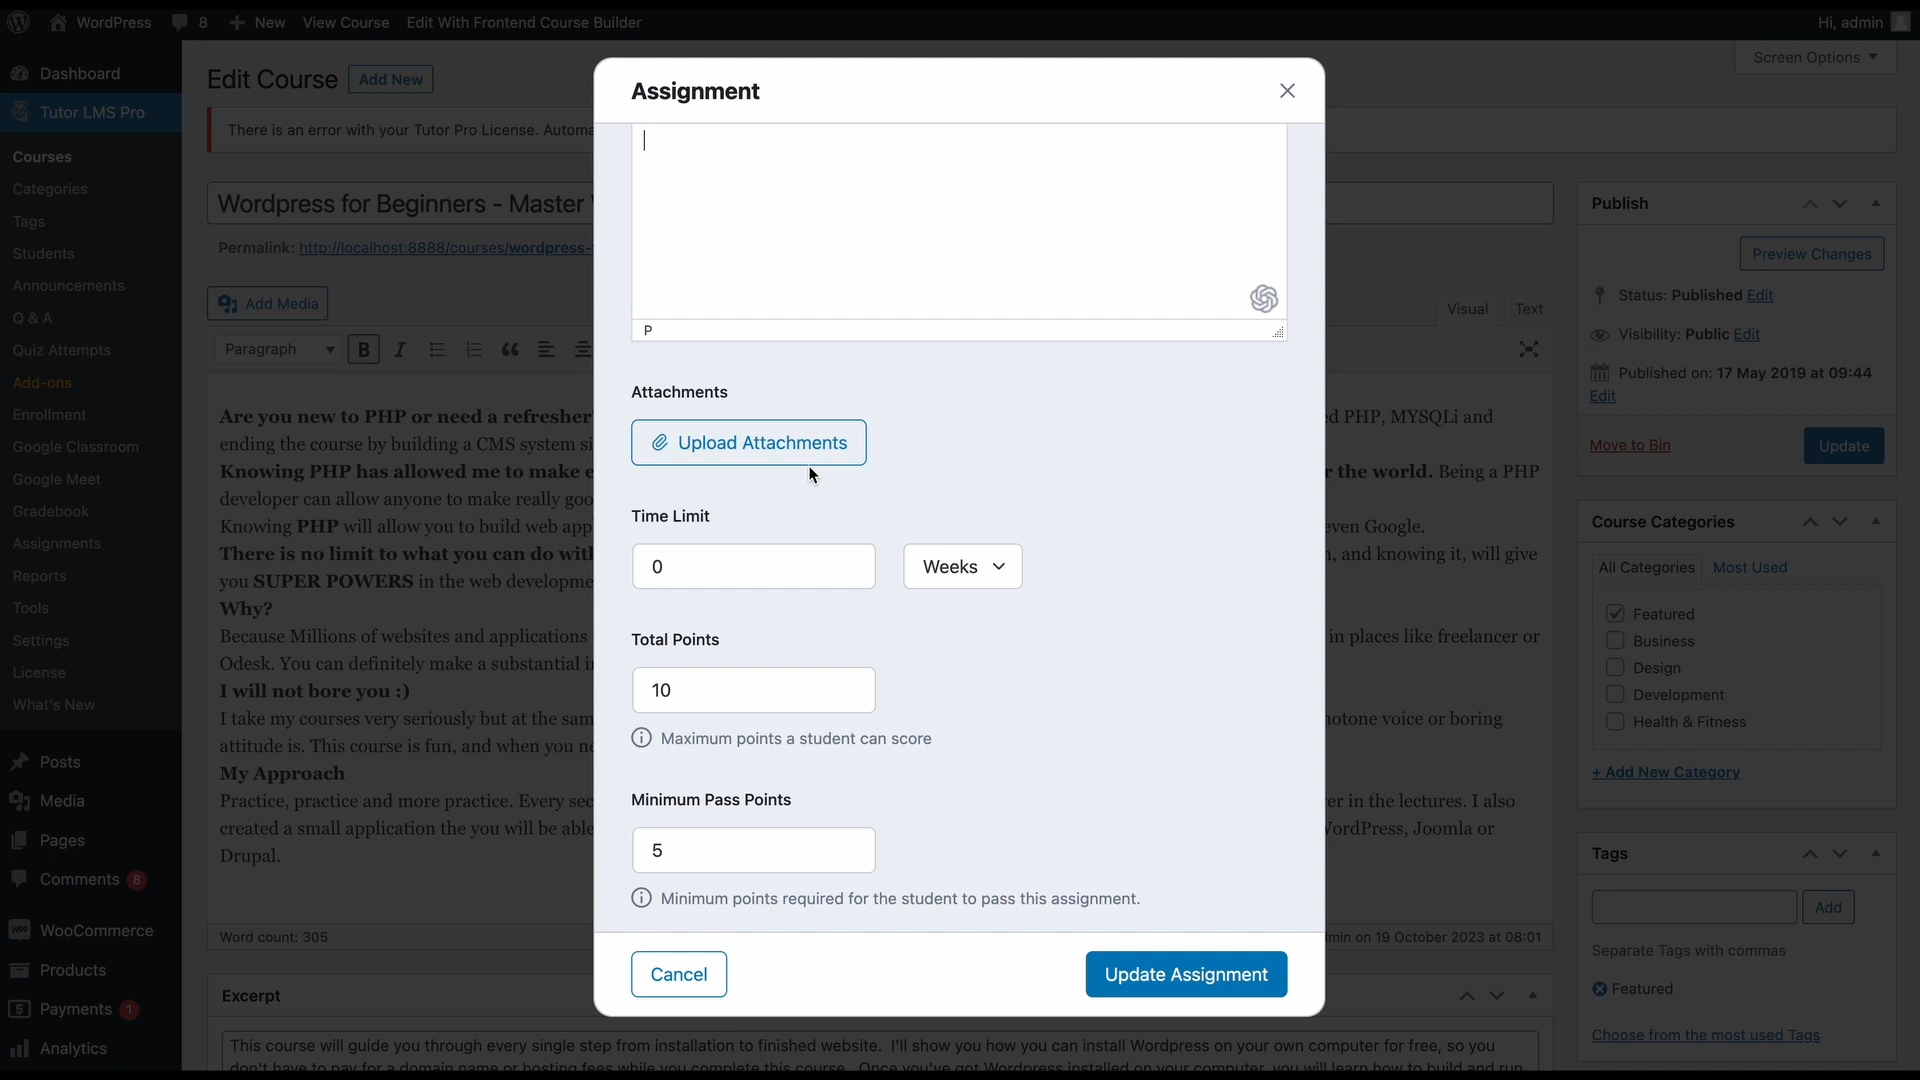 WordPress 8 New View Course Edit With Frontend Course Builder Hi, admin
Dashboard
Tutor LMS Pro
Courses
Categories
Tags
Students
Announcements
Q & A
Quiz Attempts
Add-ons
Enrollment
Google Classroom
Google Meet
Gradebook
Assignments
Reports
Tools
Settings
License
What's New
Posts
Media
Pages
Comments 8
WooCommerce
Products
Payments 1
Analytics
Edit Course Add New
Screen Options
There is an error with your Tutor Pro License. Automa
Wordpress for Beginners - Master
Permalink: http://localhost:8888/courses/wordpress-
Add Media
Visual Text
Paragraph B I
Are you new to PHP or need a refresher
ed PHP, MYSQLi and
ending the course by building a CMS system si
Knowing PHP has allowed me to make
r the world. Being a PHP
developer can allow anyone to make really goo
Knowing PHP will allow you to build web app
even Google.
There is no limit to what you can do with
, and knowing it, will give
you SUPER POWERS in the web developme
Why?
Because Millions of websites and applications
in places like freelancer or
Odesk. You can definitely make a substantial
I will not bore you :)
I take my courses very seriously but at the sam
notone voice or boring
attitude is. This course is fun, and when you ne
My Approach
Practice, practice and more practice. Every sec
er in the lectures. I also
created a small application the you will be able
WordPress, Joomla or
Drupal.
Word count: 305
min on 19 October 2023 at 08:01
Excerpt
This course will guide you through every single step from installation to finished website. I'll show you how you can install Wordpress on your own computer for free, so you
don't have to pay for a domain name or hosting fees while you complete this course. Once you've got Wordpress installed on your computer, you will learn how to build and run
Assignment
P
Attachments
Upload Attachments
Time Limit
0 Weeks
Total Points
10
Maximum points a student can score
Minimum Pass Points
5
Minimum points required for the student to pass this assignment.
Cancel Update Assignment
Publish
Preview Changes
Status: Published Edit
Visibility: Public Edit
Published on: 17 May 2019 at 09:44
Edit
Move to Bin Update
Course Categories
All Categories Most Used
Featured
Business
Design
Development
Health & Fitness
+ Add New Category
Tags
Add
Separate Tags with commas
Featured
Choose from the most used Tags